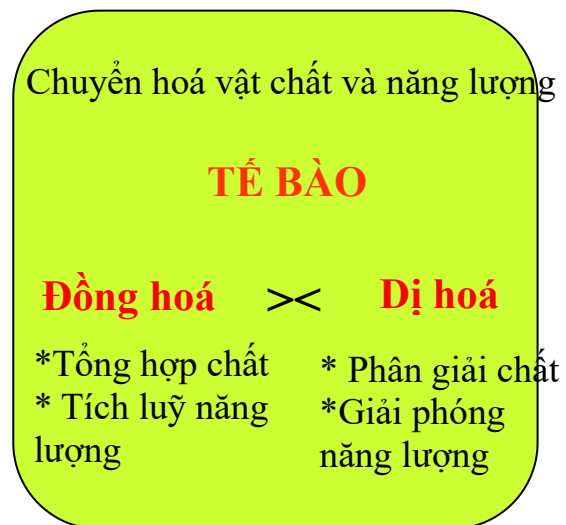 Chuyển hoá vật chất và năng lượng
TẾ BÀO
Đồng hoá >< Dị hoá
*Tổng hợp chất
* Tích luỹ năng
lượng
* Phân giải chất
*Giải phóng
năng lượng